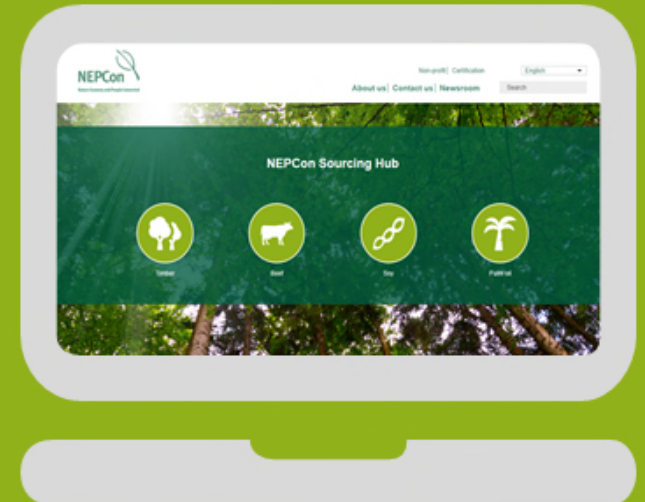 NEPCon
Non-profit| Certification
English
About us| Contact us| Newsroom
Search
NEPCon Sourcing Hub
Timber
Beef
Soy
Palm oil